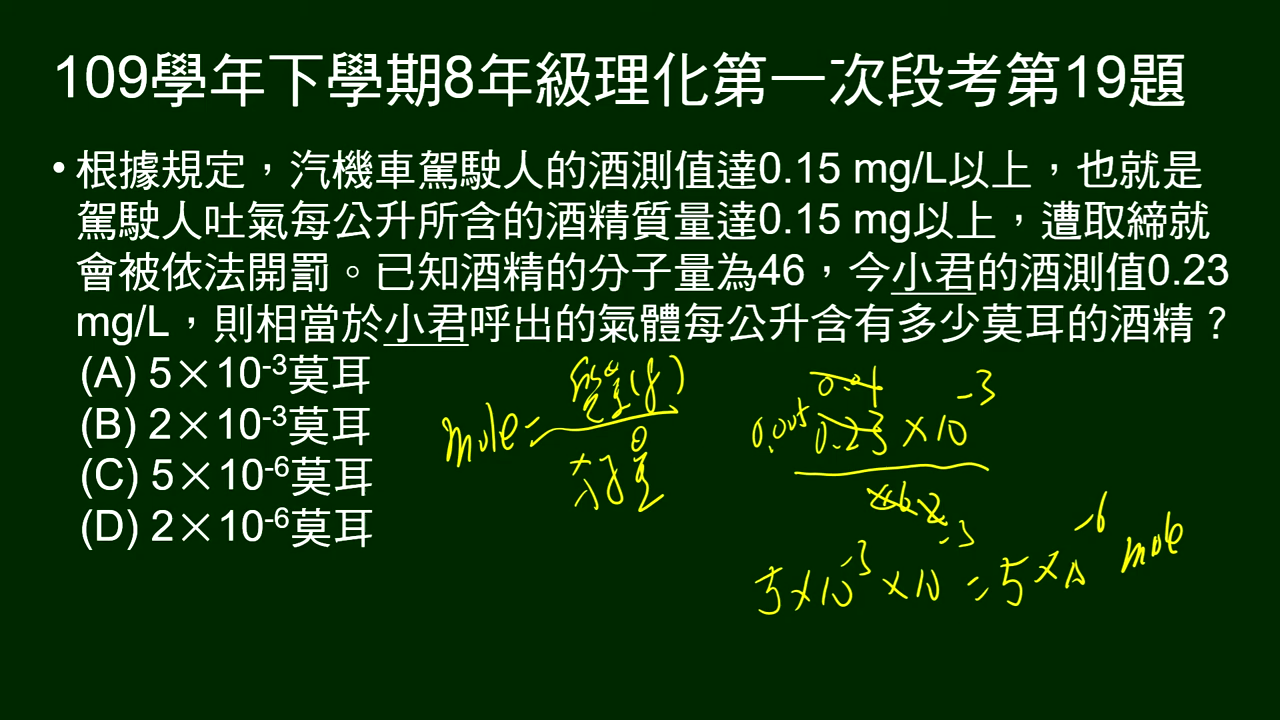 109學年下學期8年級理化第一次段考第19題
• 根據規定，汽機車駕駛人的酒測值達0.15 mg/L以上，也就是
駕駛人吐氣每公升所含的酒精質量達0.15 mg以上，遭取締就
會被依法開罰。已知酒精的分子量為46，今小君的酒測值0.23
mg/L，則相當於小君呼出的氣體每公升含有多少莫耳的酒精？
(A) 5×10⁻³莫耳
(B) 2×10⁻³莫耳
(C) 5×10⁻⁶莫耳
(D) 2×10⁻⁶莫耳
mole=
質量(g)
分子量
0.01
0.005 0.23 × 10⁻³
46 2
5×10⁻³ × 10⁻³ = 5×10⁻⁶ mole